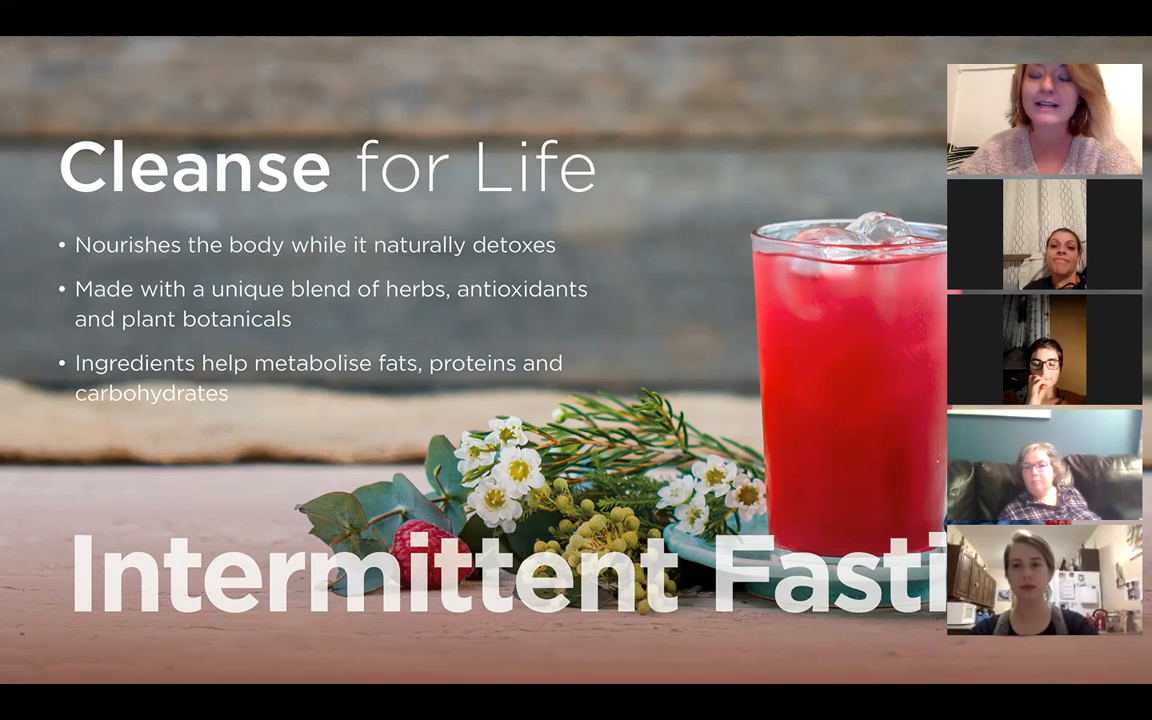 Cleanse for Life
• Nourishes the body while it naturally detoxes
• Made with a unique blend of herbs, antioxidants
and plant botanicals
• Ingredients help metabolise fats, proteins and
carbohydrates
Intermittent Fasti